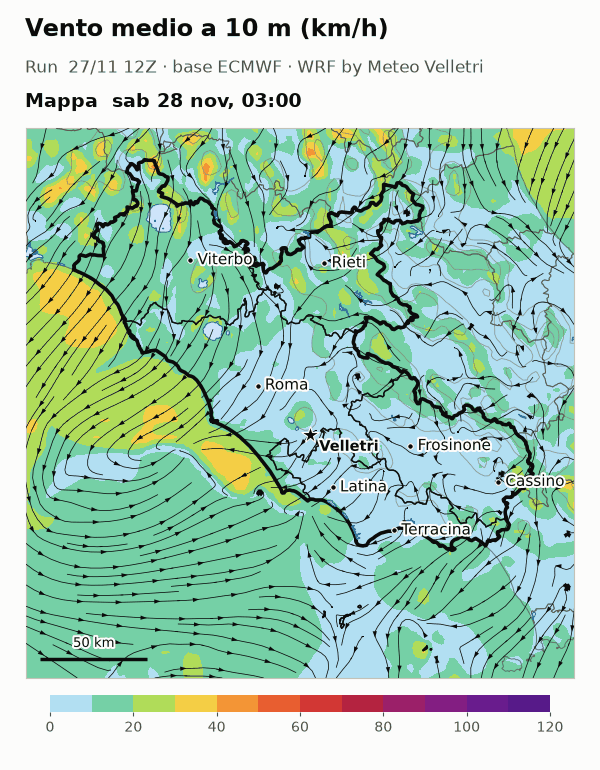 Vento medio a 10 m (km/h)
Run  27/11 12Z · base ECMWF · WRF by Meteo Velletri
Mappa  sab 28 nov, 03:00
Viterbo
Rieti
Roma
Velletri
Frosinone
Cassino
Latina
Terracina
50 km
0 20 40 60 80 100 120